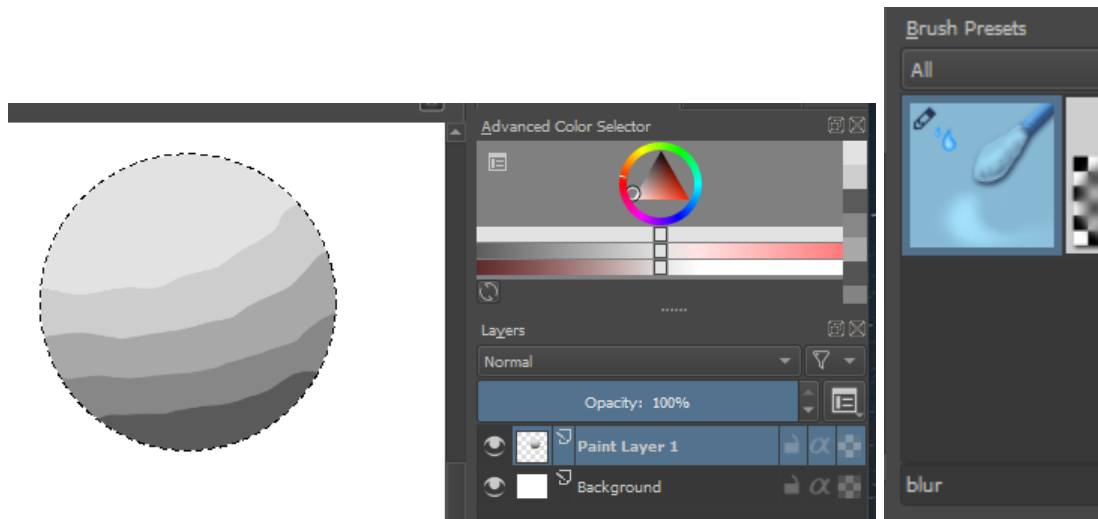 Advanced Color Selector
Layers
Normal
Opacity: 100%
Paint Layer 1
Background
Brush Presets
All
blur